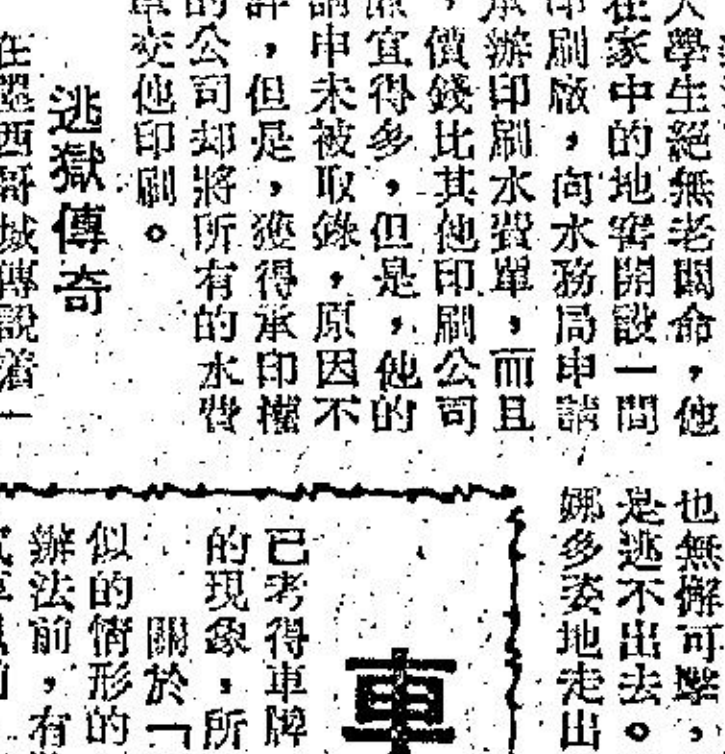 人學生絕無老闆命，他
在家中的地窖開設一間
印刷廠，向水務局申請
承辦印刷水費單，而且
，價錢比其他印刷公司
宜得多，但是，他的
請申未被取錄，原因不
詳，但是，獲得承印權
的公司却將所有的水費
單交他印刷。
逃獄傳奇
在墨西哥城傳說着一
也無懈可擊，
是逃不出去。
娜多姿地走出
車
已考得車牌
的現象，所
關於「
似的情形的
辦法前，有